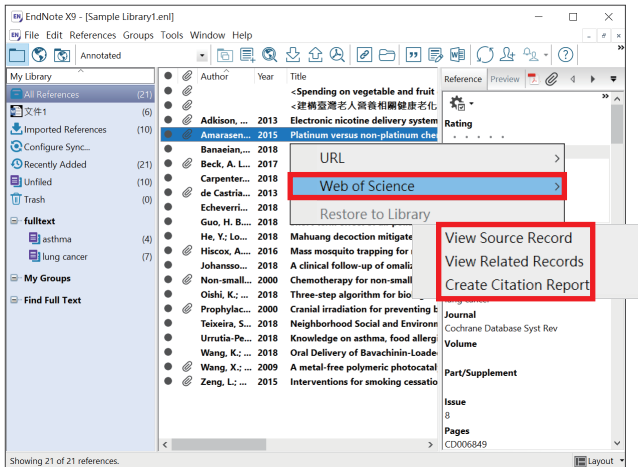 EndNote X9 - [Sample Library1.enl]
File Edit References Groups Tools Window Help
Annotated
My Library
All References (21)
文件1 (6)
Imported References (10)
Configure Sync...
Recently Added (21)
Unfiled (10)
Trash (0)
fulltext
asthma (4)
lung cancer (7)
My Groups
Find Full Text
Author Year Title
<Spending on vegetable and fruit
<建構臺灣老人營養相關健康老化
Adkison, ... 2013 Electronic nicotine delivery system
Amarasen... 2015 Platinum versus non-platinum che
Banaeian,... 2018
Beck, A. L... 2017
Carpenter... 2018
de Castria... 2013
Echeverri... 2018
Guo, H. B.... 2018
He, Y.; Lo... 2018 Mahuang decoction mitigate
Hiscox, A.... 2016 Mass mosquito trapping for
Johansso... 2018 A clinical follow-up of omaliz
Non-small... 2000 Chemotherapy for non-small
Oishi, K.; ... 2018 Three-step algorithm for bio
Prophylac... 2000 Cranial irradiation for preventing b
Teixeira, S... 2018 Neighborhood Social and Environ
Urrutia-Pe... 2018 Knowledge on asthma, food allergi
Wang, K.; ... 2018 Oral Delivery of Bavachinin-Loade
Wang, X.; ... 2009 A metal-free polymeric photocatal
Zeng, L.; ... 2015 Interventions for smoking cessatio
URL
Web of Science
Restore to Library
View Source Record
View Related Records
Create Citation Report
Reference Preview
Rating
Journal
Cochrane Database Syst Rev
Volume
Part/Supplement
Issue
8
Pages
CD006849
Showing 21 of 21 references.
Layout